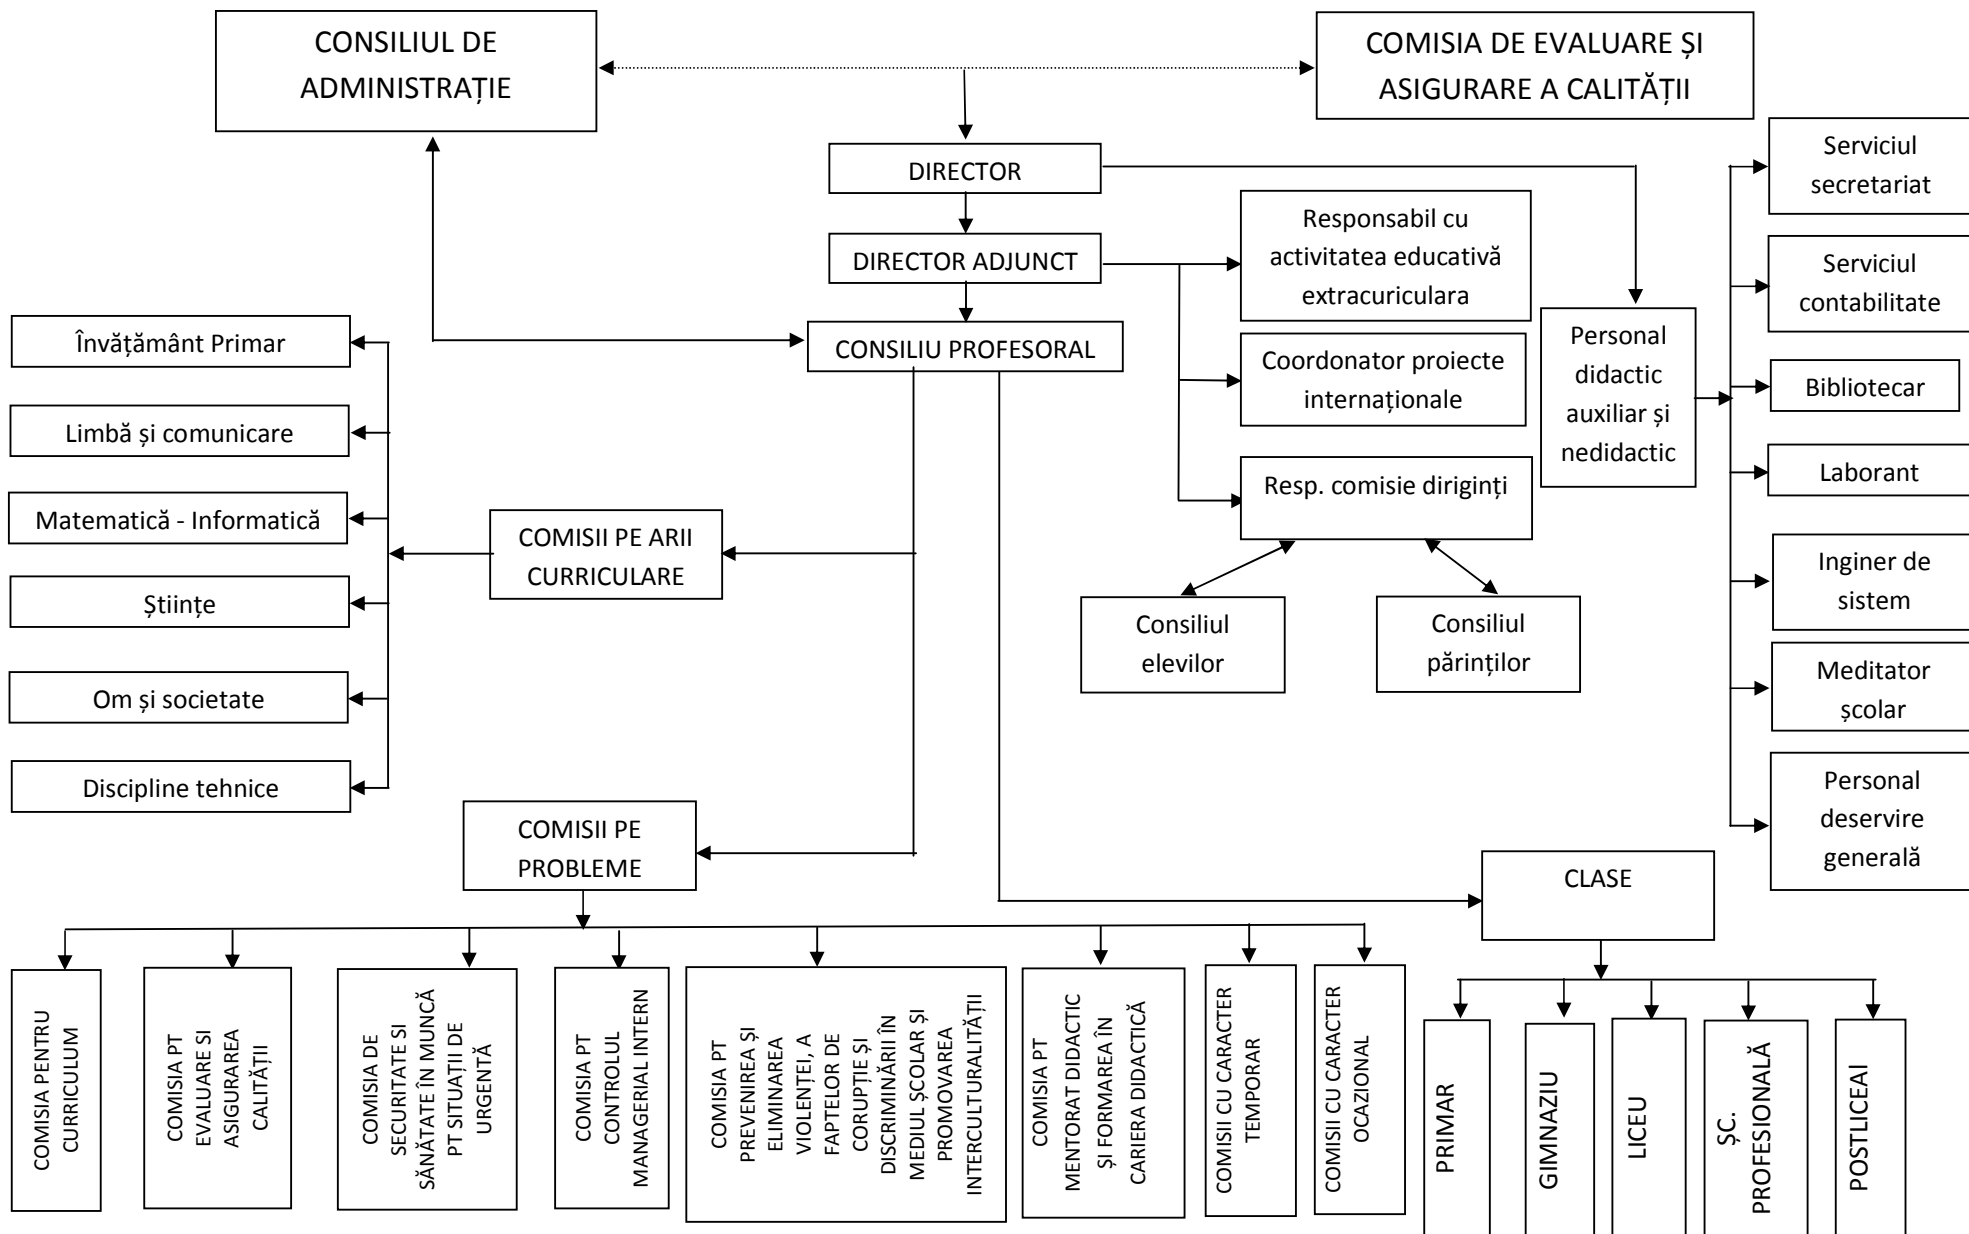 CONSILIUL DE
ADMINISTRAȚIE
COMISIA DE EVALUARE ȘI
ASIGURARE A CALITĂȚII
DIRECTOR
DIRECTOR ADJUNCT
CONSILIU PROFESORAL
Responsabil cu
activitatea educativă
extracuriculara
Coordonator proiecte
internaționale
Resp. comisie diriginți
Consiliul
elevilor
Consiliul
părinților
Personal
didactic
auxiliar și
nedidactic
Serviciul
secretariat
Serviciul
contabilitate
Bibliotecar
Laborant
Inginer de
sistem
Meditator
școlar
Personal
deservire
generală
Învățământ Primar
Limbă și comunicare
Matematică - Informatică
Științe
Om și societate
Discipline tehnice
COMISII PE ARII
CURRICULARE
COMISII PE
PROBLEME
CLASE
COMISIA PENTRU
CURRICULUM
COMISIA PT
EVALUARE SI
ASIGURAREA
CALITĂȚII
COMISIA DE
SECURITATE SI
SĂNĂTATE ÎN MUNCĂ
PT SITUAȚII DE
URGENTĂ
COMISIA PT
CONTROLUL
MANAGERIAL INTERN
COMISIA PT
PREVENIREA ȘI
ELIMINAREA
VIOLENȚEI, A
FAPTELOR DE
CORUPȚIE ȘI
DISCRIMINĂRII ÎN
MEDIUL ȘCOLAR ȘI
PROMOVAREA
INTERCULTURALITĂȚII
COMISIA PT
MENTORAT DIDACTIC
ȘI FORMAREA ÎN
CARIERA DIDACTICĂ
COMISII CU CARACTER
TEMPORAR
COMISII CU CARACTER
OCAZIONAL
PRIMAR
GIMNAZIU
LICEU
ȘC.
PROFESIONALĂ
POSTLICEAl